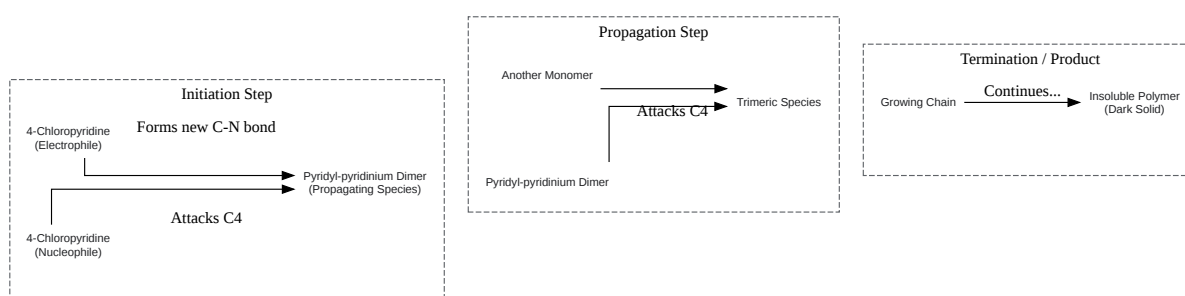 Initiation Step
Forms new C-N bond
4-Chloropyridine
(Electrophile)
Pyridyl-pyridinium Dimer
(Propagating Species)
Attacks C4
4-Chloropyridine
(Nucleophile)
Propagation Step
Another Monomer
Trimeric Species
Attacks C4
Pyridyl-pyridinium Dimer
Termination / Product
Continues...
Growing Chain
Insoluble Polymer
(Dark Solid)